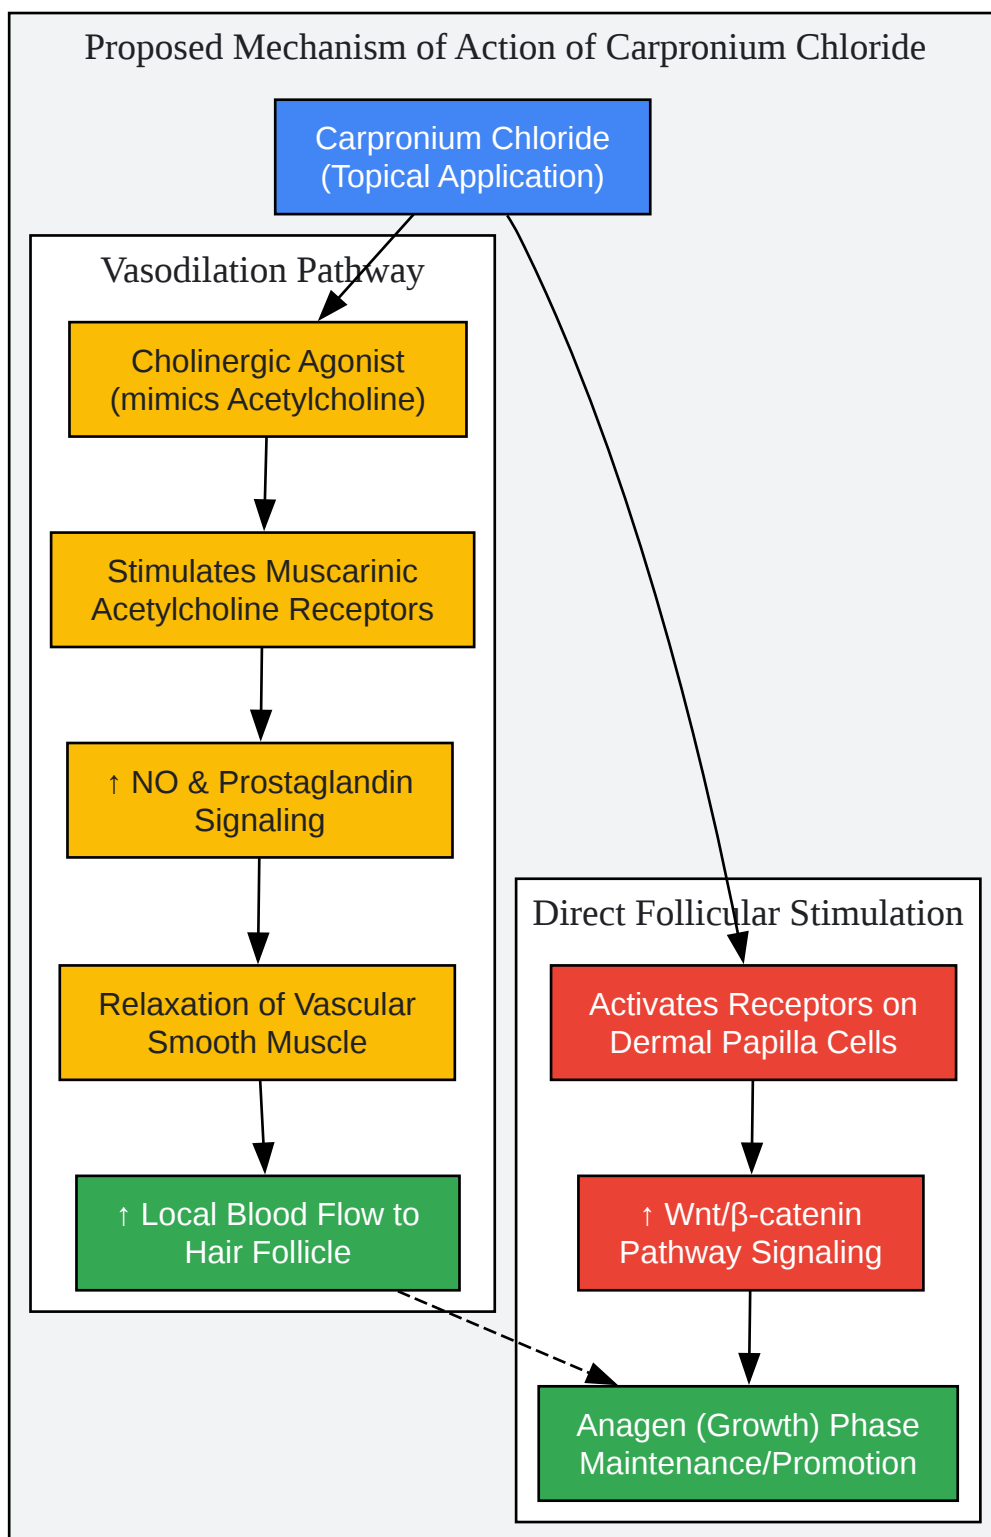 Proposed Mechanism of Action of Carpronium Chloride
Carpronium Chloride
(Topical Application)
Vasodilation Pathway
Cholinergic Agonist
(mimics Acetylcholine)
Stimulates Muscarinic
Acetylcholine Receptors
↑ NO & Prostaglandin
Signaling
Relaxation of Vascular
Smooth Muscle
↑ Local Blood Flow to
Hair Follicle
Direct Follicular Stimulation
Activates Receptors on
Dermal Papilla Cells
↑ Wnt/β-catenin
Pathway Signaling
Anagen (Growth) Phase
Maintenance/Promotion